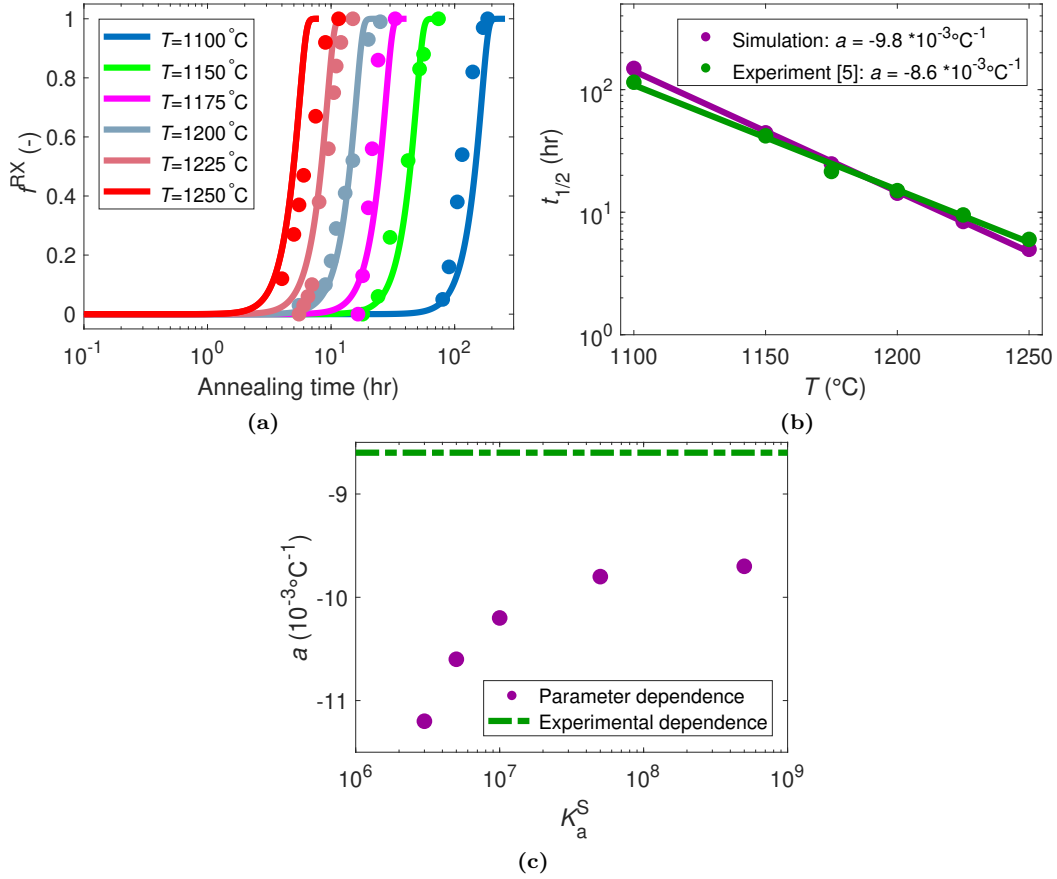 f^RX (-)
1
0.8
0.6
0.4
0.2
0
T=1100°C
T=1150°C
T=1175°C
T=1200°C
T=1225°C
T=1250°C
10^-1
10^0
10^1
10^2
Annealing time (hr)
(a)
t_1/2 (hr)
10^2
10^1
10^0
Simulation: a = -9.8 *10^-3°C^-1
Experiment [5]: a = -8.6 *10^-3°C^-1
1100
1150
1200
1250
T (°C)
(b)
a (10^-3°C^-1)
-9
-10
-11
Parameter dependence
Experimental dependence
10^6
10^7
10^8
10^9
K_a^S
(c)